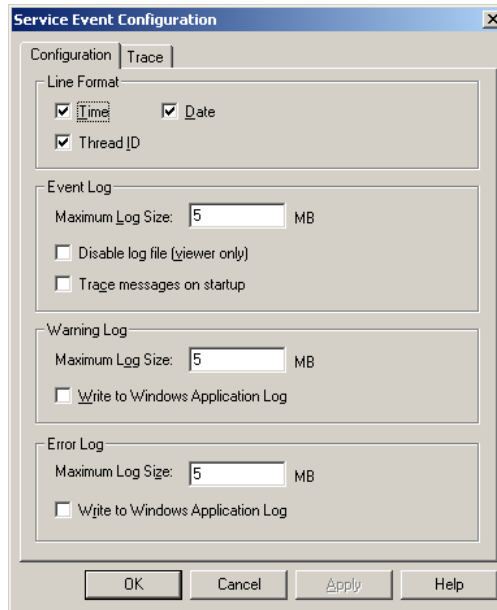 Service Event Configuration
Configuration Trace
Line Format
Time Date
Thread ID
Event Log
Maximum Log Size: 5 MB
Disable log file (viewer only)
Trace messages on startup
Warning Log
Maximum Log Size: 5 MB
Write to Windows Application Log
Error Log
Maximum Log Size: 5 MB
Write to Windows Application Log
OK Cancel Apply Help